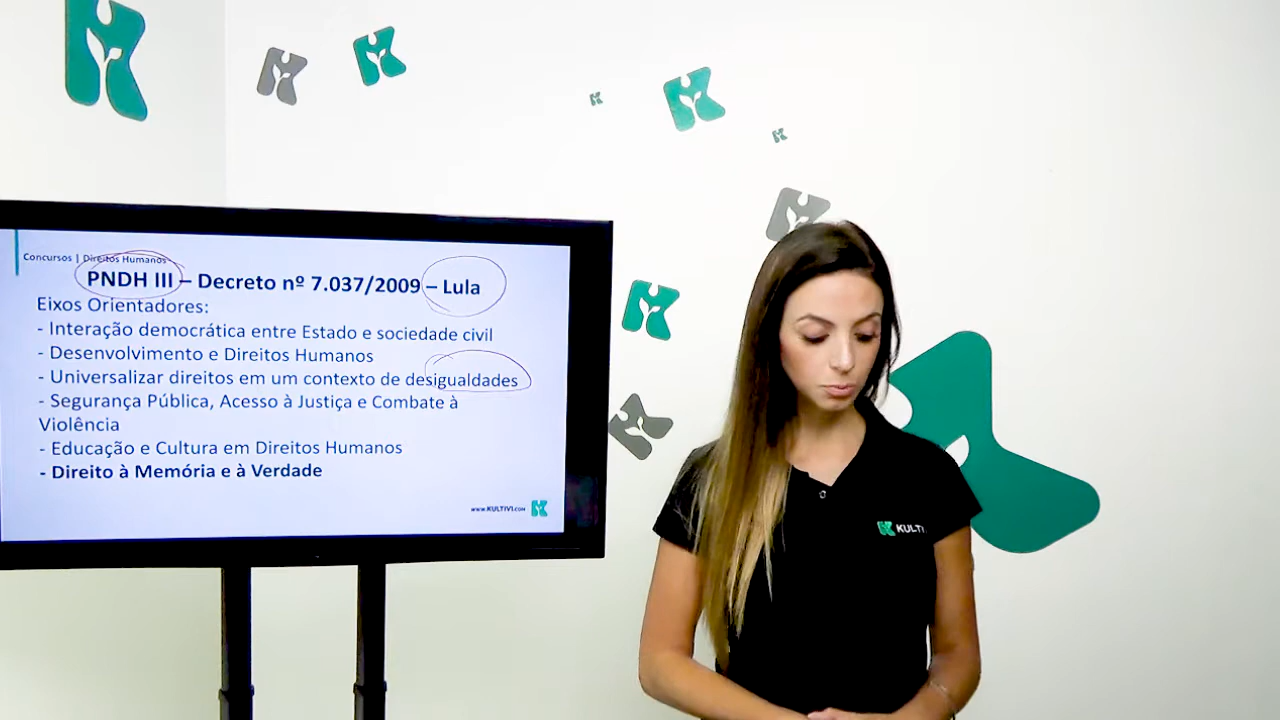 Concursos | Direitos Humanos
PNDH III – Decreto nº 7.037/2009 – Lula
Eixos Orientadores:
- Interação democrática entre Estado e sociedade civil
- Desenvolvimento e Direitos Humanos
- Universalizar direitos em um contexto de desigualdades
- Segurança Pública, Acesso à Justiça e Combate à
Violência
- Educação e Cultura em Direitos Humanos
- Direito à Memória e à Verdade
www.KULTIVI.com
KULTI